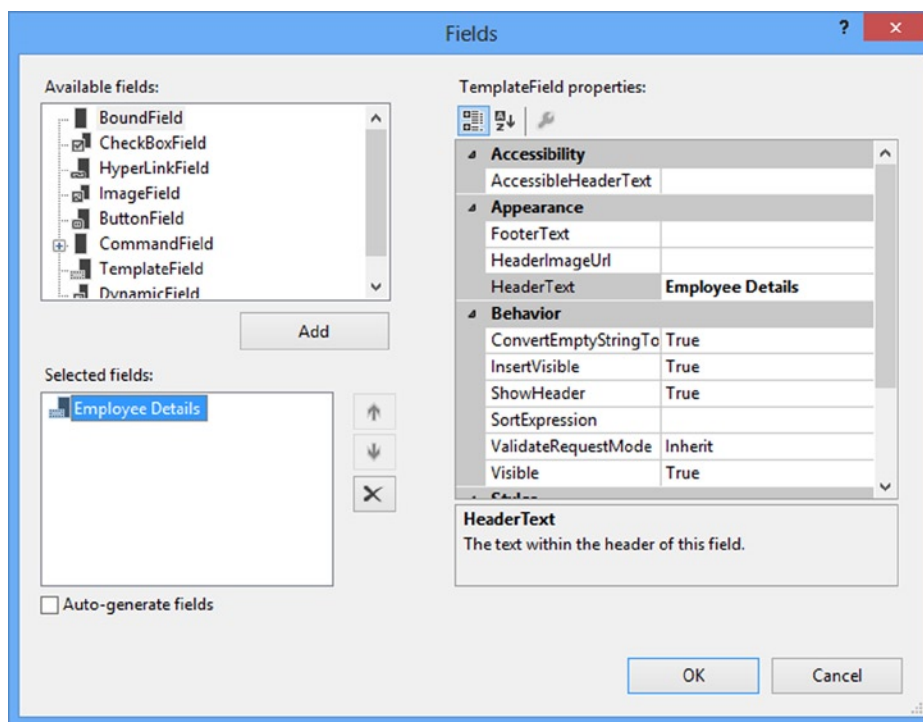 Fields
?
Available fields:
BoundField
CheckBoxField
HyperLinkField
ImageField
ButtonField
CommandField
TemplateField
DynamicField
Add
Selected fields:
Employee Details
Auto-generate fields
TemplateField properties:
Accessibility
AccessibleHeaderText
Appearance
FooterText
HeaderImageUrl
HeaderText Employee Details
Behavior
ConvertEmptyStringTo True
InsertVisible True
ShowHeader True
SortExpression
ValidateRequestMode Inherit
Visible True
Styles
HeaderText
The text within the header of this field.
OK Cancel